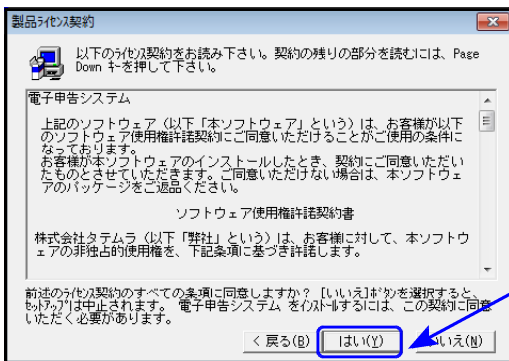 製品ﾗｲｾﾝｽ契約
以下のﾗｲｾﾝｽ契約をお読み下さい。契約の残りの部分を読むには、Page
Down ｷｰを押して下さい。
電子申告システム
上記のソフトウェア（以下「本ソフトウェア」という）は、お客様が以下
のソフトウェア使用権許諾契約にご同意いただけることがご使用の条件に
なっております。
お客様が本ソフトウェアのインストールしたとき、契約にご同意いただい
たものとさせていただきます。ご同意いただけない場合は、本ソフトウェ
アのパッケージをご返品ください。
ソフトウェア使用権許諾契約書
株式会社タテムラ（以下「弊社」という）は、お客様に対して、本ソフトウ
ェアの非独占的使用権を、下記条項に基づき許諾します。
前述のﾗｲｾﾝｽ契約のすべての条項に同意しますか？ [いいえ]ﾎﾞﾀﾝを選択すると、
ｾｯﾄｱｯﾌﾟは中止されます。 電子申告システム をｲﾝｽﾄｰﾙするには、この契約に同意
いただく必要があります。
< 戻る(B) はい(Y) いいえ(N)